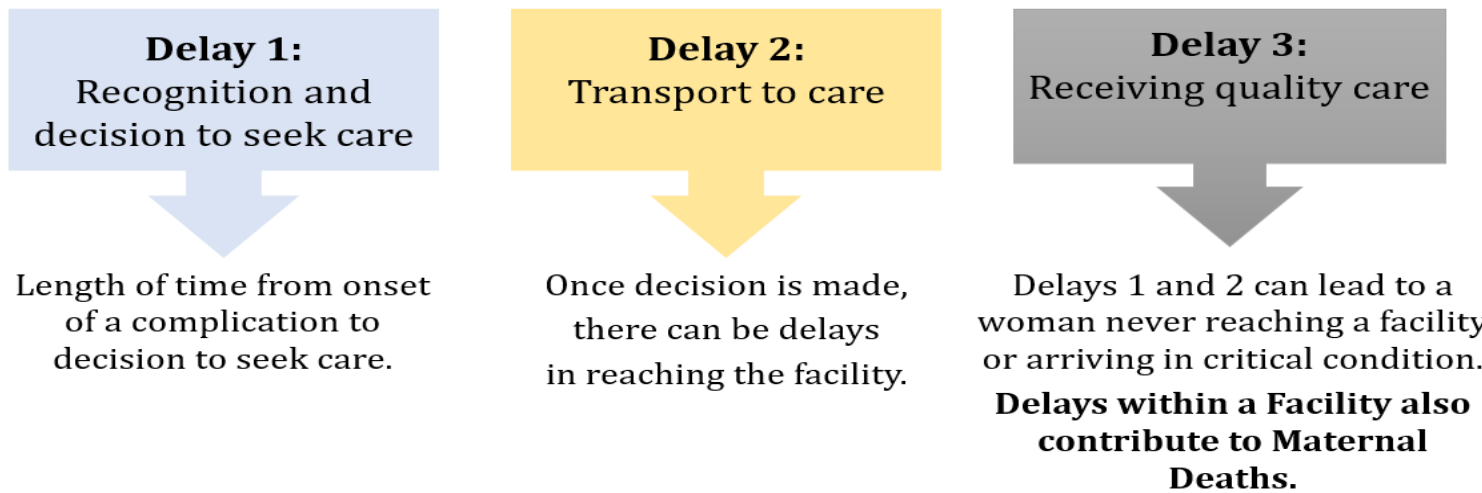 Delay 1:
Recognition and
decision to seek care
Length of time from onset
of a complication to
decision to seek care.
Delay 2:
Transport to care
Once decision is made,
there can be delays
in reaching the facility.
Delay 3:
Receiving quality care
Delays 1 and 2 can lead to a
woman never reaching a facility
or arriving in critical condition.
Delays within a Facility also
contribute to Maternal
Deaths.